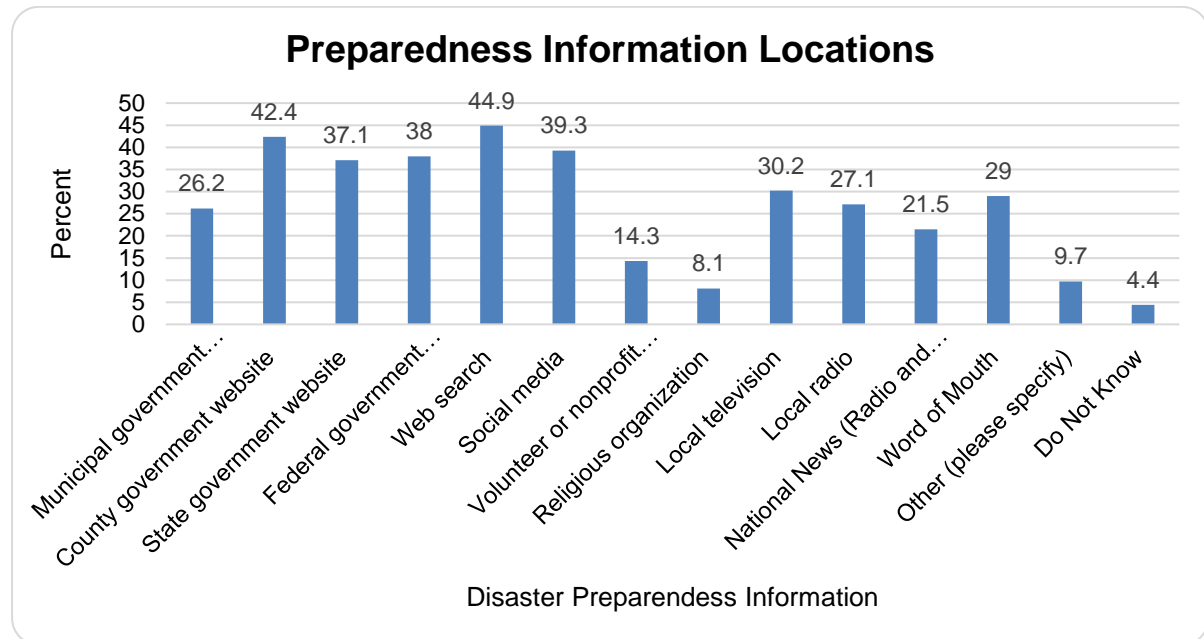 Preparedness Information Locations
Percent
50
45
40
35
30
25
20
15
10
5
0
26.2
42.4
37.1
38
44.9
39.3
14.3
8.1
30.2
27.1
21.5
29
9.7
4.4
Municipal government…
County government website
State government website
Federal government…
Web search
Social media
Volunteer or nonprofit…
Religious organization
Local television
Local radio
National News (Radio and…
Word of Mouth
Other (please specify)
Do Not Know
Disaster Preparendess Information